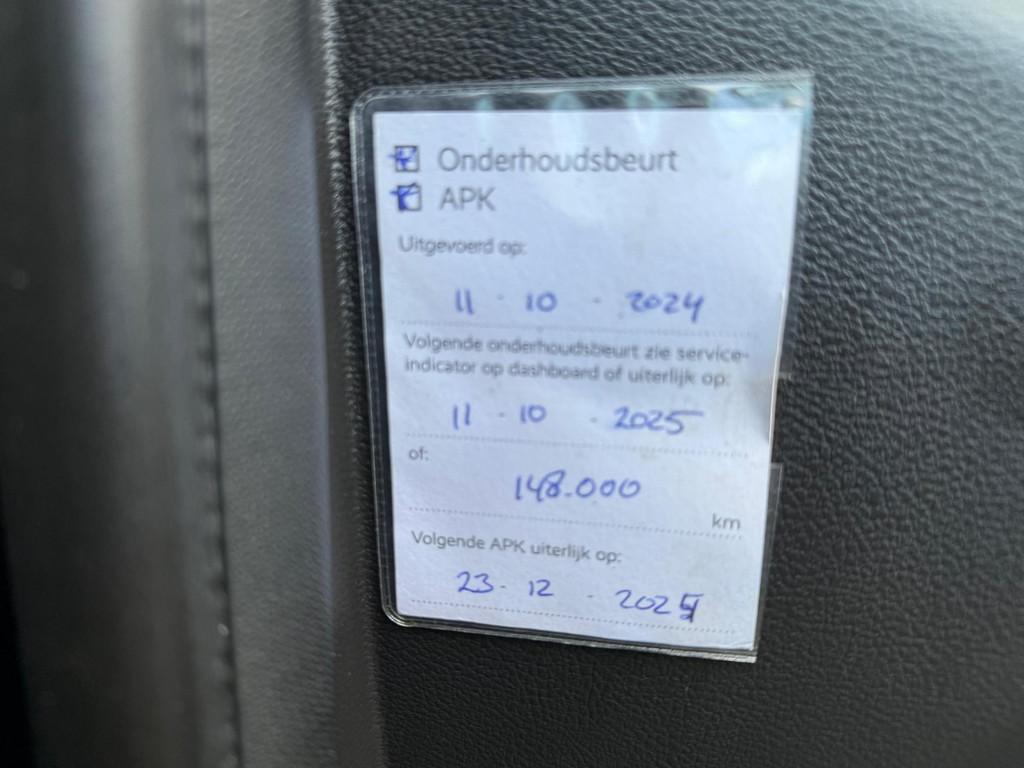 Onderhoudsbeurt
APK
Uitgevoerd op:
11 - 10 - 2024
Volgende onderhoudsbeurt zie service-
indicator op dashboard of uiterlijk op:
11 - 10 - 2025
of:
148.000
km
Volgende APK uiterlijk op:
23 - 12 - 2025